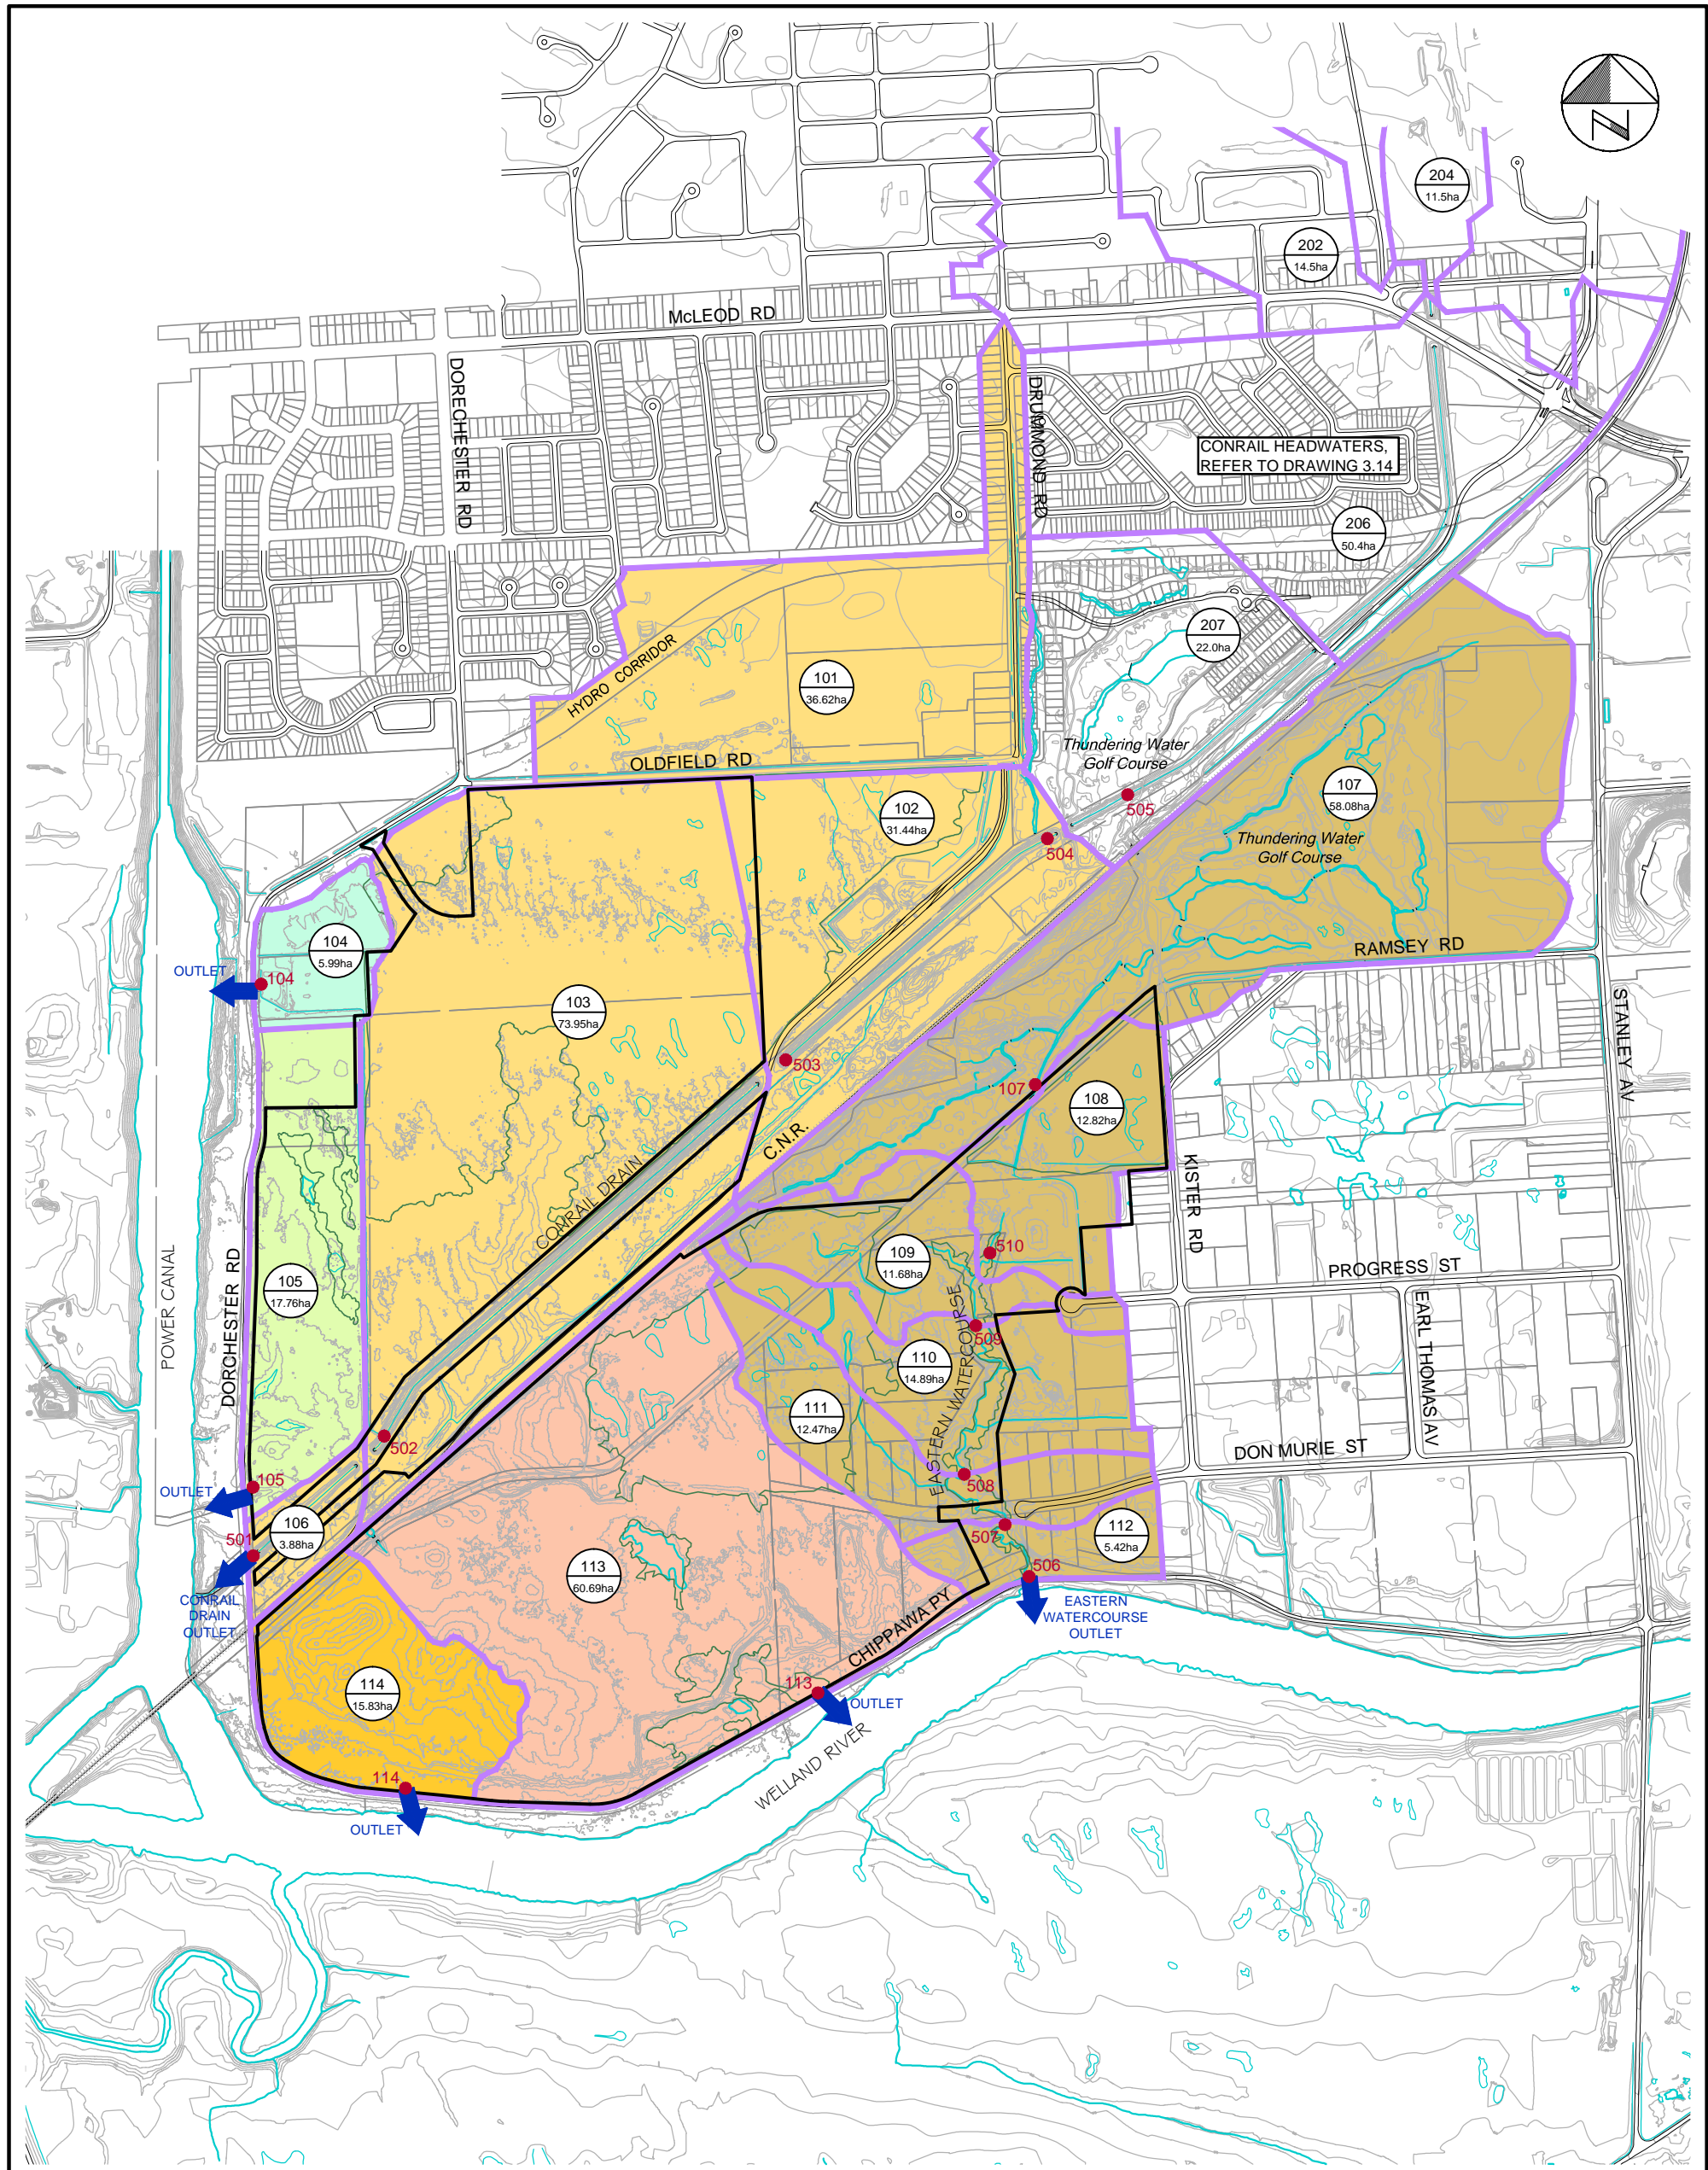 N
204
11.5ha
202
14.5ha
McLEOD RD
DORECHESTER RD
DRUMMOND RD
CONRAIL HEADWATERS,
REFER TO DRAWING 3.14
206
50.4ha
207
22.0ha
HYDRO CORRIDOR
101
36.62ha
OLDFIELD RD
Thundering Water
Golf Course
102
31.44ha
505
504
107
58.08ha
Thundering Water
Golf Course
RAMSEY RD
104
5.99ha
OUTLET
104
103
73.95ha
503
STANLEY AV
107
108
12.82ha
C.N.R.
CONRAIL DRAIN
KISTER RD
510
109
11.68ha
PROGRESS ST
POWER CANAL
DORCHESTER RD
105
17.76ha
509
EASTERN WATERCOURSE
110
14.89ha
EARL THOMAS AV
111
12.47ha
502
DON MURIE ST
508
105
OUTLET
106
3.88ha
501
507
112
5.42ha
506
113
60.69ha
CONRAIL
DRAIN
OUTLET
EASTERN
WATERCOURSE
OUTLET
CHIPPAWA PY
114
15.83ha
113
OUTLET
WELLAND RIVER
114
OUTLET